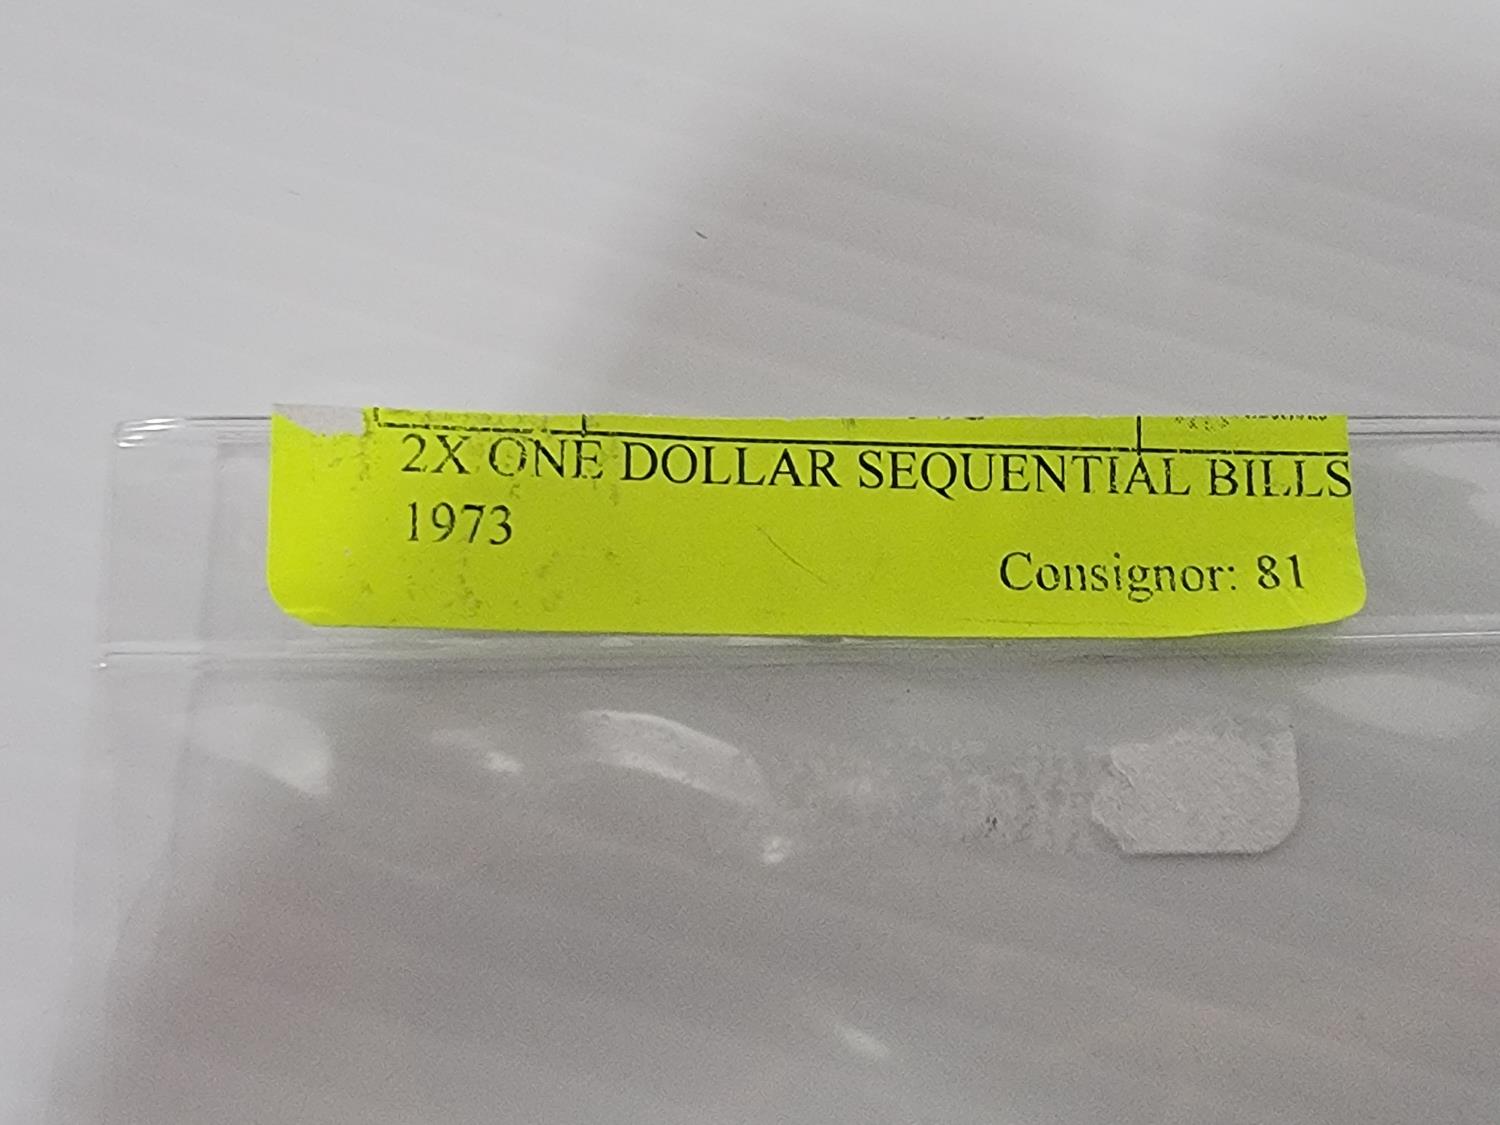 2X ONE DOLLAR SEQUENTIAL BILLS
1973
Consignor: 81